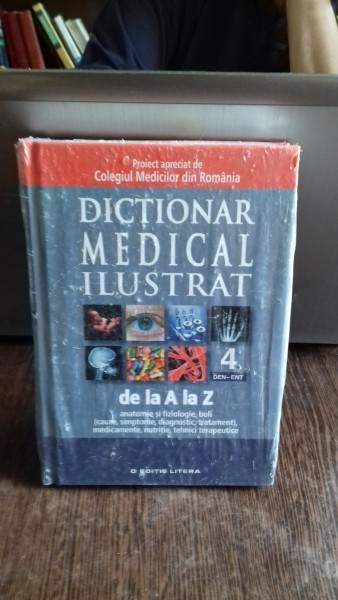 Proiect apreciat de
Colegiul Medicilor din România
DICȚIONAR
MEDICAL
ILUSTRAT
4
DEN–ENT
de la A la Z
anatomie și fiziologie, boli
(cauze, simptome, diagnostic, tratament),
medicamente, nutriție, tehnici terapeutice
O EDIȚIE LITERA